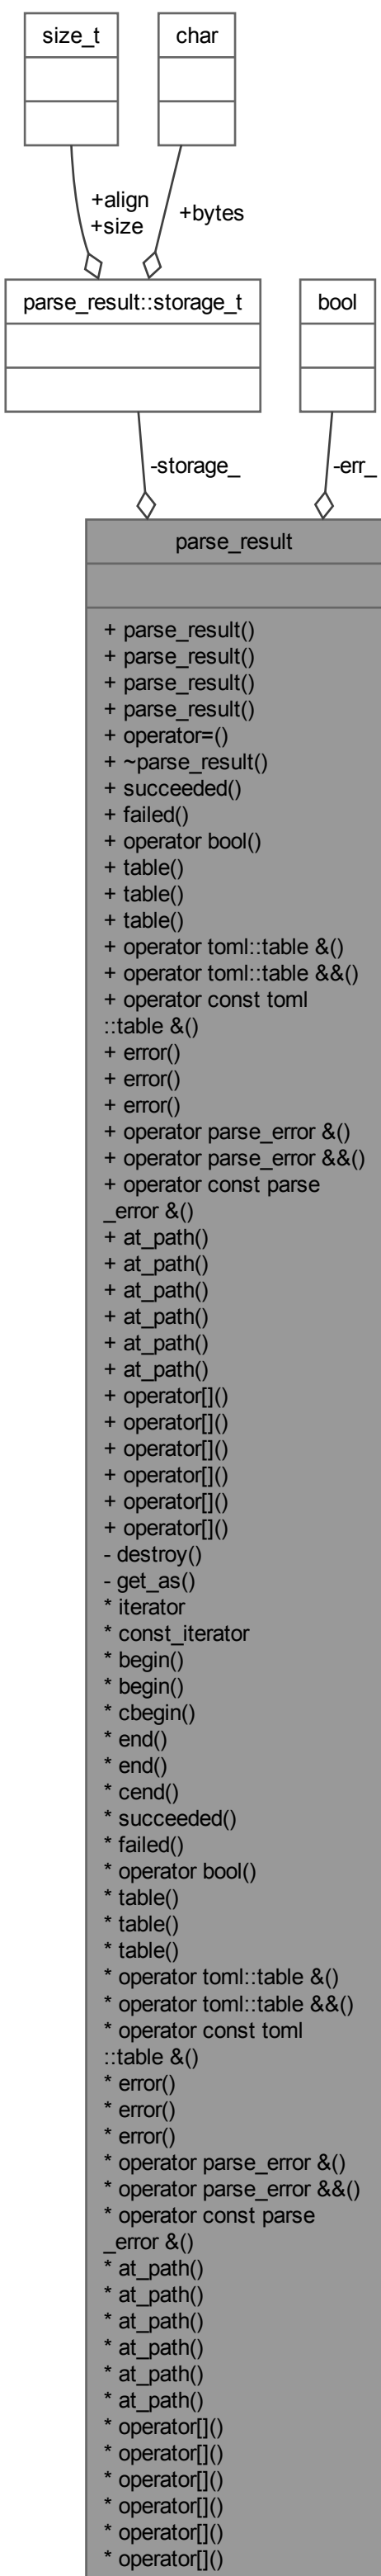 size_t
char
+align
+size
+bytes
parse_result::storage_t
bool
-storage_
-err_
parse_result
+ parse_result()
+ parse_result()
+ parse_result()
+ parse_result()
+ operator=()
+ ~parse_result()
+ succeeded()
+ failed()
+ operator bool()
+ table()
+ table()
+ table()
+ operator toml::table &()
+ operator toml::table &&()
+ operator const toml
::table &()
+ error()
+ error()
+ error()
+ operator parse_error &()
+ operator parse_error &&()
+ operator const parse
_error &()
+ at_path()
+ at_path()
+ at_path()
+ at_path()
+ at_path()
+ at_path()
+ operator[]()
+ operator[]()
+ operator[]()
+ operator[]()
+ operator[]()
+ operator[]()
- destroy()
- get_as()
* iterator
* const_iterator
* begin()
* begin()
* cbegin()
* end()
* end()
* cend()
* succeeded()
* failed()
* operator bool()
* table()
* table()
* table()
* operator toml::table &()
* operator toml::table &&()
* operator const toml
::table &()
* error()
* error()
* error()
* operator parse_error &()
* operator parse_error &&()
* operator const parse
_error &()
* at_path()
* at_path()
* at_path()
* at_path()
* at_path()
* at_path()
* operator[]()
* operator[]()
* operator[]()
* operator[]()
* operator[]()
* operator[]()